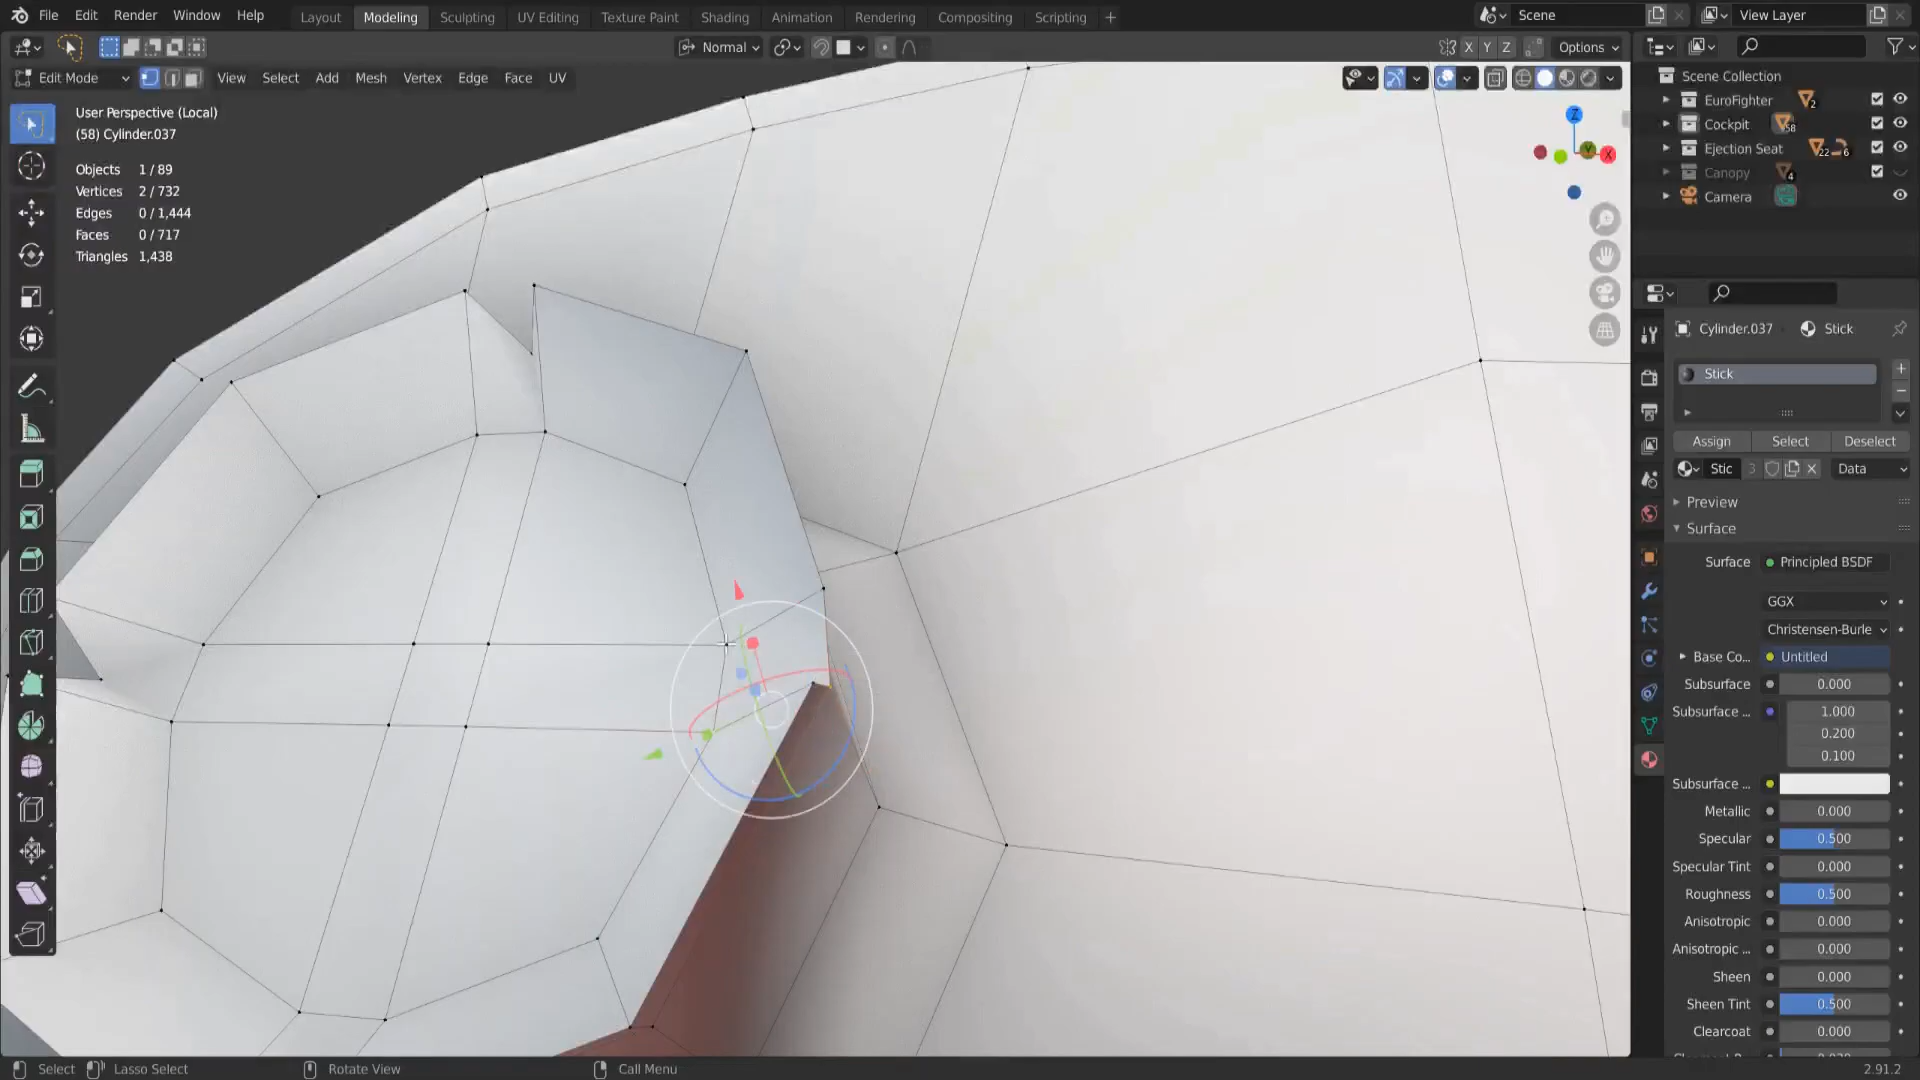 File Edit Render Window Help Layout Modeling Sculpting UV Editing Texture Paint Shading Animation Rendering Compositing Scripting + Scene View Layer
Normal X Y Z Options
Edit Mode View Select Add Mesh Vertex Edge Face UV
User Perspective (Local)
(58) Cylinder.037
Objects 1 / 89
Vertices 2 / 732
Edges 0 / 1,444
Faces 0 / 717
Triangles 1,438
Z
Y X
Scene Collection
EuroFighter 2
Cockpit 58
Ejection Seat 22 6
Canopy 4
Camera
Cylinder.037 Stick
Stick
Assign Select Deselect
Stic 3 Data
Preview
Surface
Surface Principled BSDF
GGX
Christensen-Burle
Base Co... Untitled
Subsurface 0.000
Subsurface ... 1.000
0.200
0.100
Subsurface ...
Metallic 0.000
Specular 0.500
Specular Tint 0.000
Roughness 0.500
Anisotropic 0.000
Anisotropic ... 0.000
Sheen 0.000
Sheen Tint 0.500
Clearcoat 0.000
Select Lasso Select Rotate View Call Menu 2.91.2